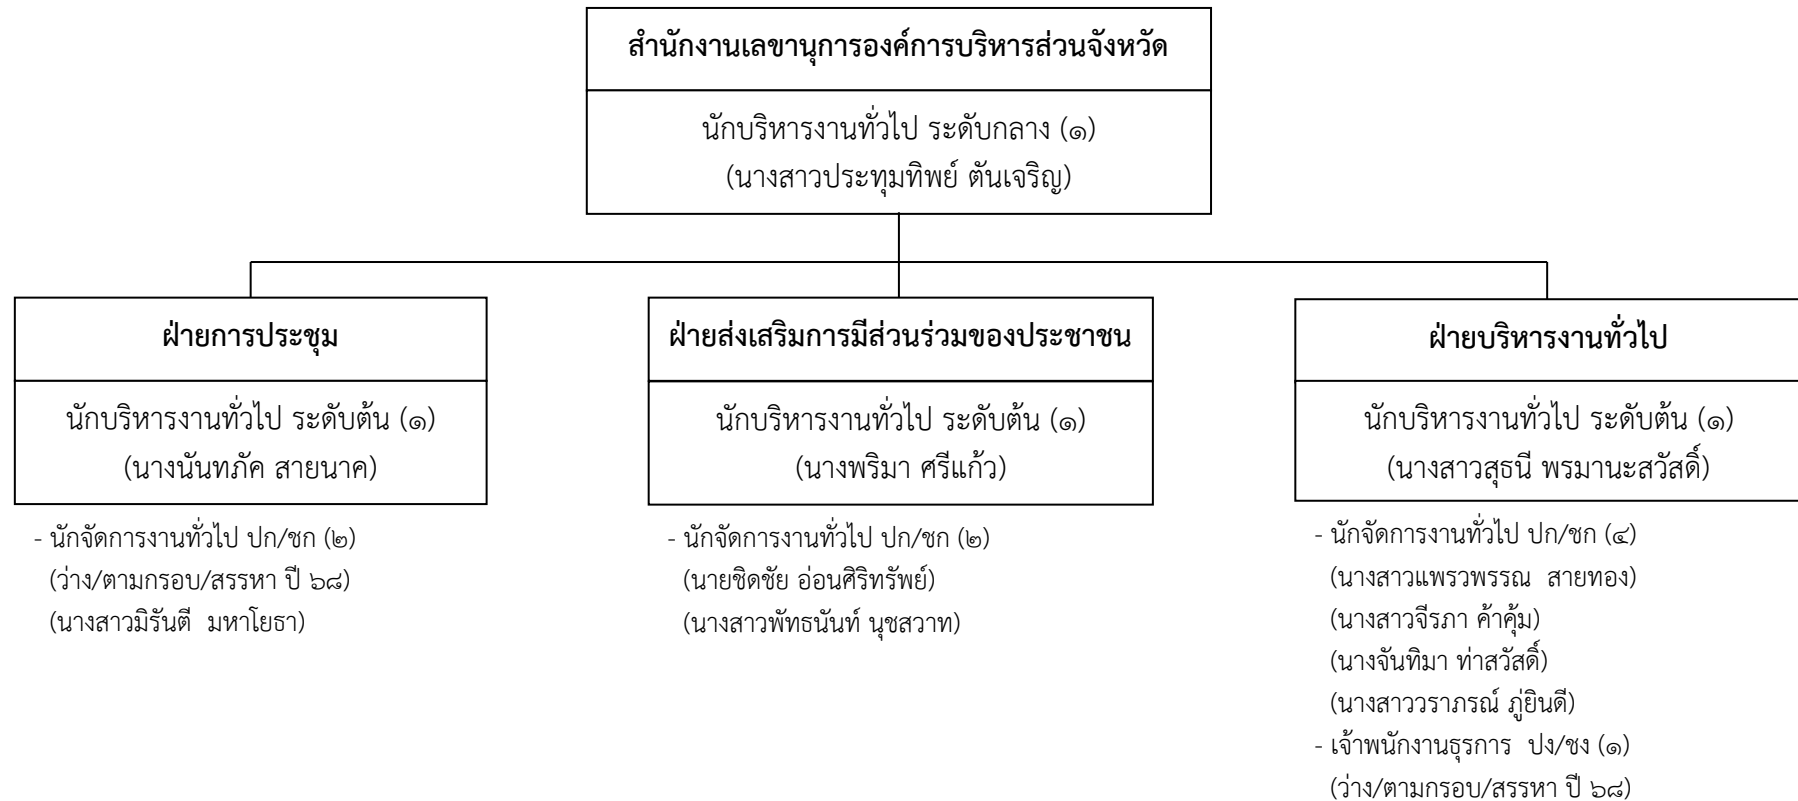 สำนักงานเลขานุการองค์การบริหารส่วนจังหวัด
นักบริหารงานทั่วไป ระดับกลาง (๑)
(นางสาวประทุมทิพย์ ตันเจริญ)
ฝ่ายการประชุม
นักบริหารงานทั่วไป ระดับต้น (๑)
(นางนันทภัค สายนาค)
- นักจัดการงานทั่วไป ปก/ชก (๒)
(ว่าง/ตามกรอบ/สรรหา ปี ๖๘)
(นางสาวมิรันตี มหาโยธา)
ฝ่ายส่งเสริมการมีส่วนร่วมของประชาชน
นักบริหารงานทั่วไป ระดับต้น (๑)
(นางพริมา ศรีแก้ว)
- นักจัดการงานทั่วไป ปก/ชก (๒)
(นายชิดชัย อ่อนศิริทรัพย์)
(นางสาวพัทธนันท์ นุชสวาท)
ฝ่ายบริหารงานทั่วไป
นักบริหารงานทั่วไป ระดับต้น (๑)
(นางสาวสุธนี พรมานะสวัสดิ์)
- นักจัดการงานทั่วไป ปก/ชก (๔)
(นางสาวแพรวพรรณ สายทอง)
(นางสาวจีรภา ค้าคุ้ม)
(นางจันทิมา ท่าสวัสดิ์)
(นางสาววราภรณ์ ภู่ยินดี)
- เจ้าพนักงานธุรการ ปง/ชง (๑)
(ว่าง/ตามกรอบ/สรรหา ปี ๖๘)